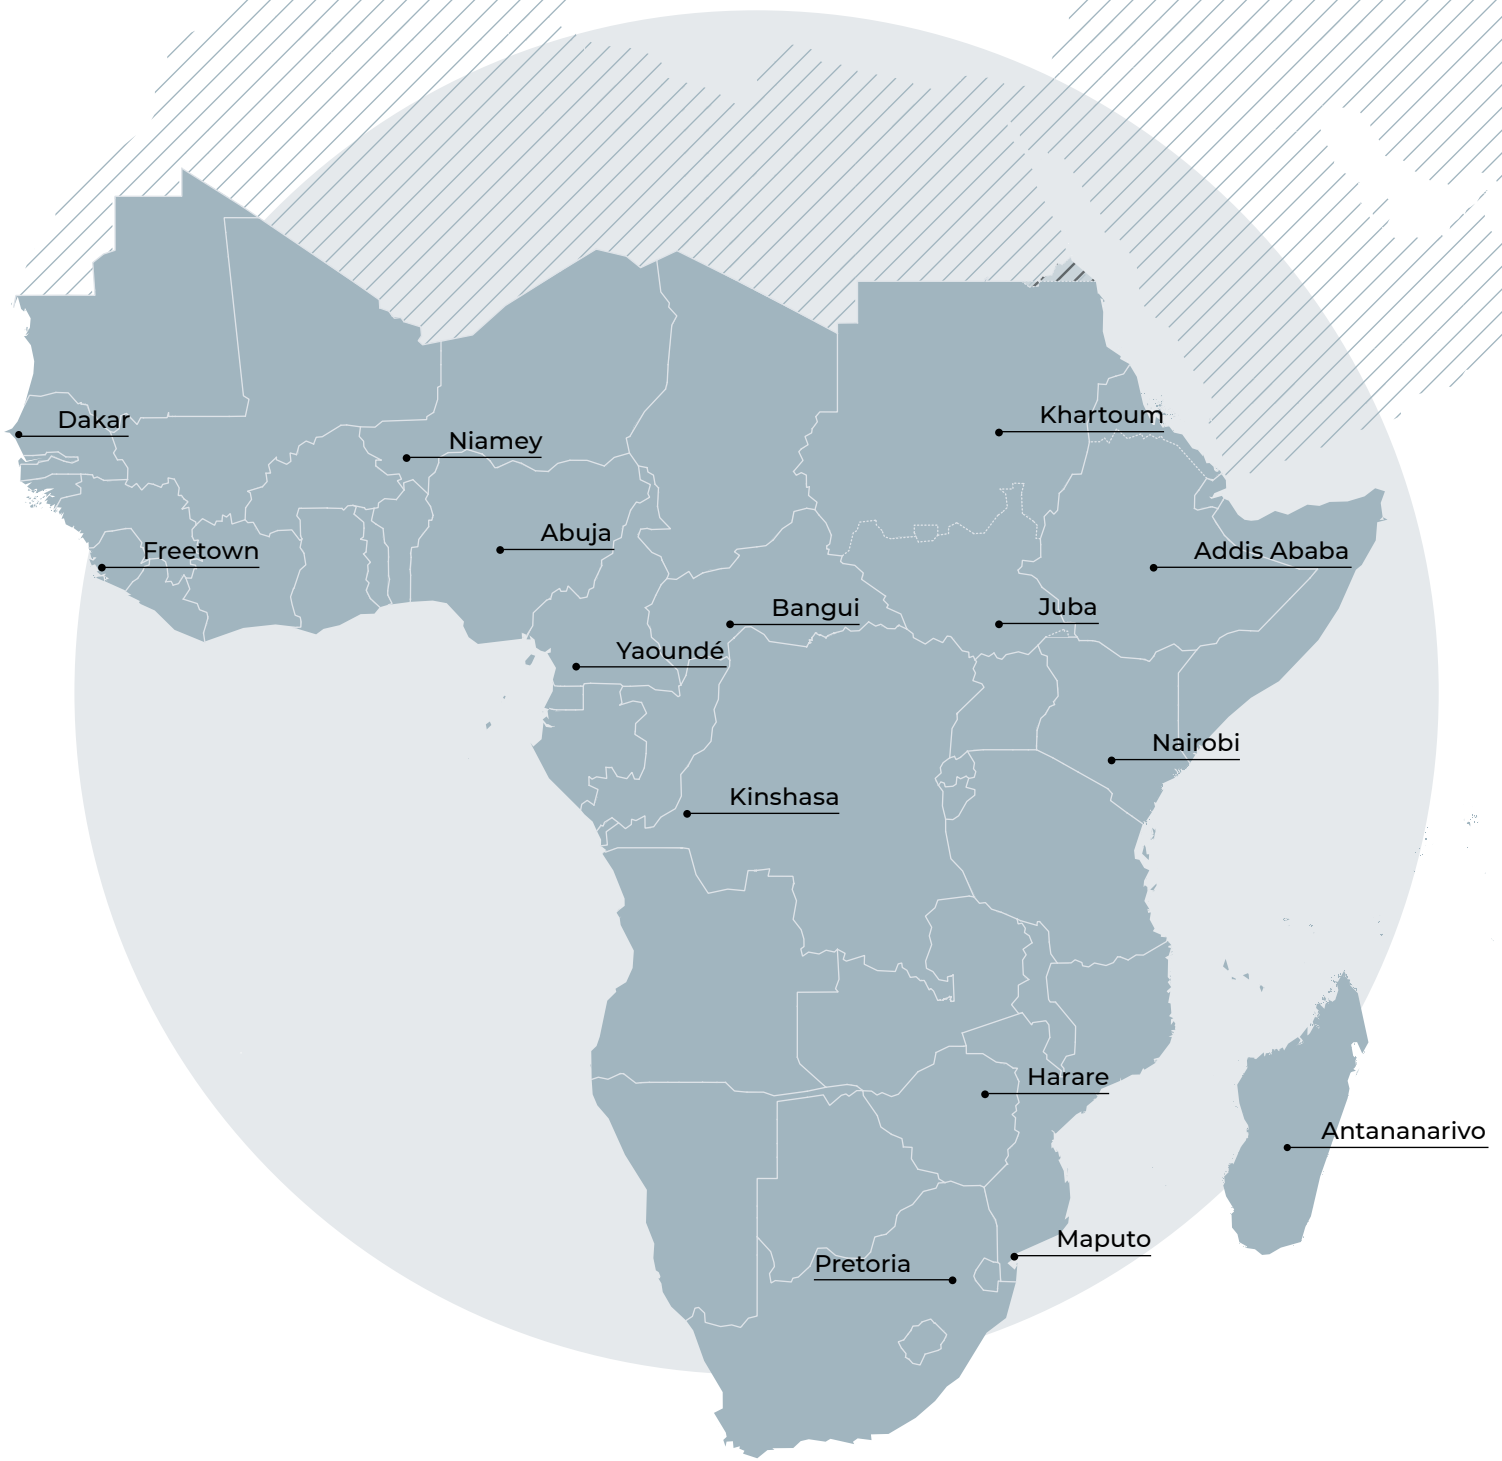 Khartoum
Dakar
Niamey
Abuja
Freetown
Addis Ababa
Bangui
Juba
Yaoundé
Nairobi
Kinshasa
Harare
Antananarivo
Maputo
Pretoria